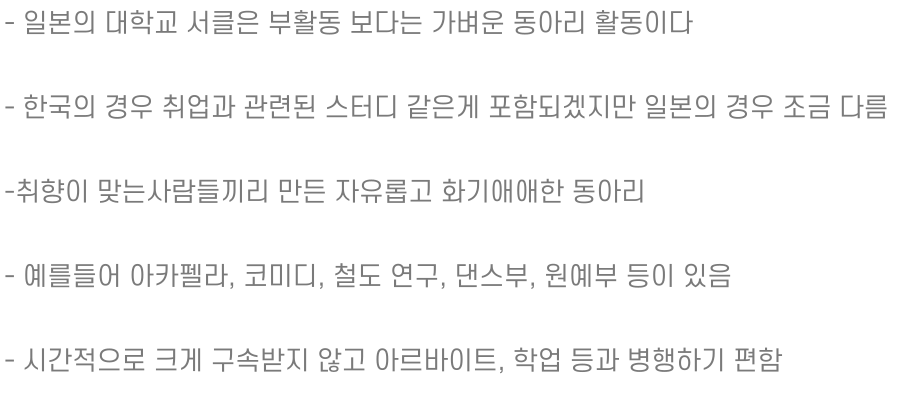 - 일본의 대학교 서클은 부활동 보다는 가벼운 동아리 활동이다
- 한국의 경우 취업과 관련된 스터디 같은게 포함되겠지만 일본의 경우 조금 다름
-취향이 맞는사람들끼리 만든 자유롭고 화기애애한 동아리
- 예를들어 아카펠라, 코미디, 철도 연구, 댄스부, 원예부 등이 있음
- 시간적으로 크게 구속받지 않고 아르바이트, 학업 등과 병행하기 편함